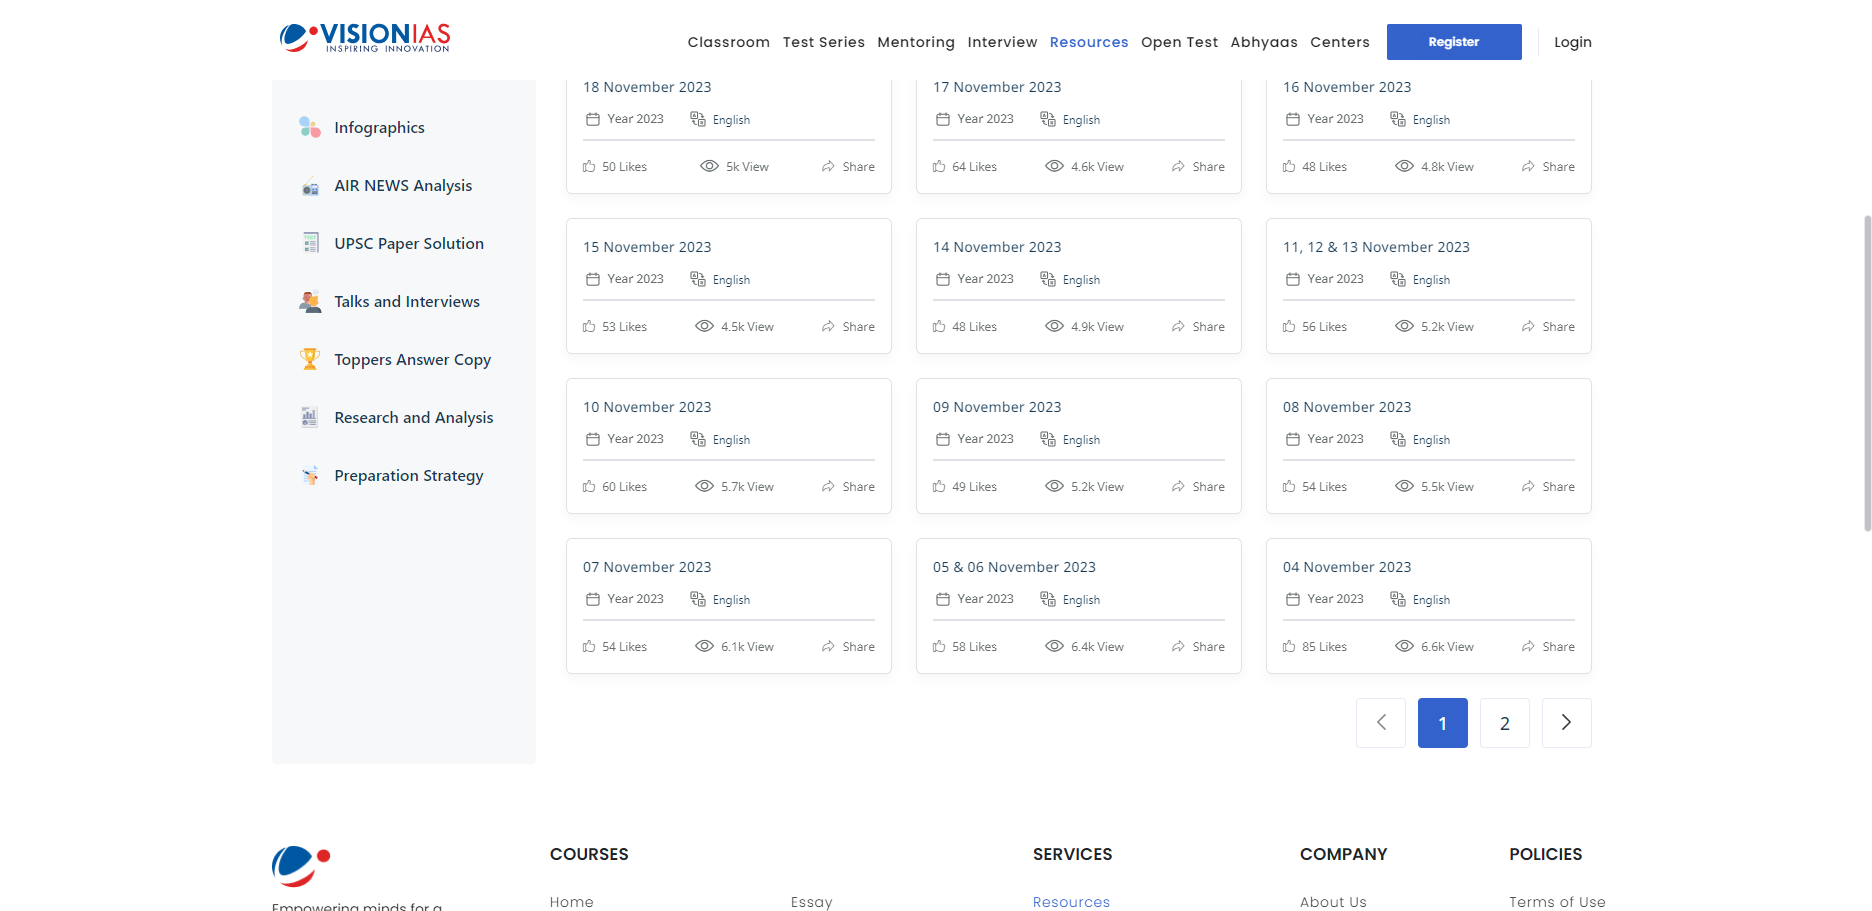 VISIONIAS
INSPIRING INNOVATION
Classroom Test Series Mentoring Interview Resources Open Test Abhyaas Centers Register Login
Infographics
AIR NEWS Analysis
UPSC Paper Solution
Talks and Interviews
Toppers Answer Copy
Research and Analysis
Preparation Strategy
18 November 2023
Year 2023 English
50 Likes 5k View Share
17 November 2023
Year 2023 English
64 Likes 4.6k View Share
16 November 2023
Year 2023 English
48 Likes 4.8k View Share
15 November 2023
Year 2023 English
53 Likes 4.5k View Share
14 November 2023
Year 2023 English
48 Likes 4.9k View Share
11, 12 & 13 November 2023
Year 2023 English
56 Likes 5.2k View Share
10 November 2023
Year 2023 English
60 Likes 5.7k View Share
09 November 2023
Year 2023 English
49 Likes 5.2k View Share
08 November 2023
Year 2023 English
54 Likes 5.5k View Share
07 November 2023
Year 2023 English
54 Likes 6.1k View Share
05 & 06 November 2023
Year 2023 English
58 Likes 6.4k View Share
04 November 2023
Year 2023 English
85 Likes 6.6k View Share
1 2
Empowering minds for a
COURSES
Home Essay
SERVICES
Resources
COMPANY
About Us
POLICIES
Terms of Use